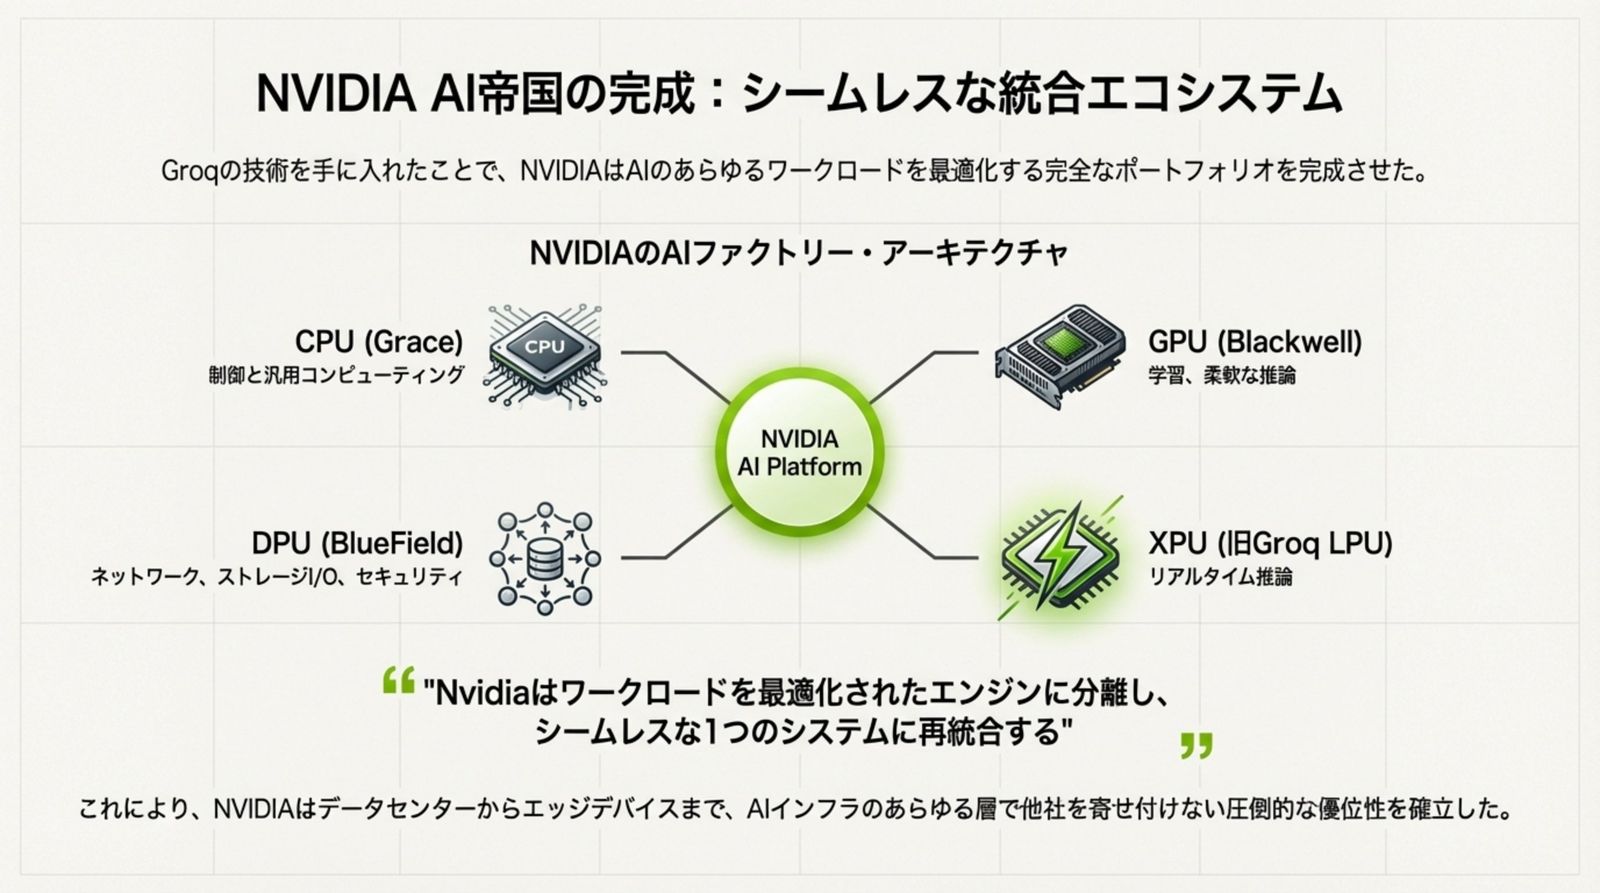 NVIDIA AI帝国の完成：シームレスな統合エコシステム
Groqの技術を手に入れたことで、NVIDIAはAIのあらゆるワークロードを最適化する完全なポートフォリオを完成させた。
NVIDIAのAIファクトリー・アーキテクチャ
CPU (Grace)
制御と汎用コンピューティング
CPU
GPU (Blackwell)
学習、柔軟な推論
NVIDIA
AI Platform
DPU (BlueField)
ネットワーク、ストレージI/O、セキュリティ
XPU (旧Groq LPU)
リアルタイム推論
“ "Nvidiaはワークロードを最適化されたエンジンに分離し、
シームレスな1つのシステムに再統合する" ”
これにより、NVIDIAはデータセンターからエッジデバイスまで、AIインフラのあらゆる層で他社を寄せ付けない圧倒的な優位性を確立した。